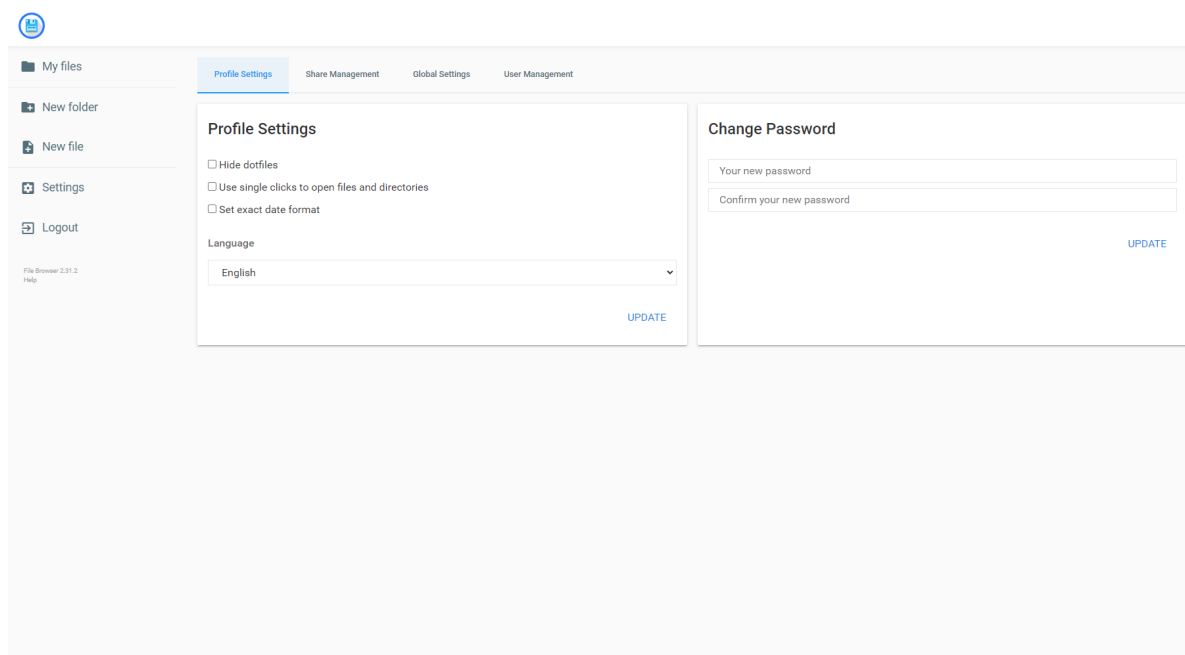 My files
New folder
New file
Settings
Logout
File Browser 2.31.2
Help
Profile Settings
Share Management
Global Settings
User Management
Profile Settings
Hide dotfiles
Use single clicks to open files and directories
Set exact date format
Language
English
UPDATE
Change Password
Your new password
Confirm your new password
UPDATE